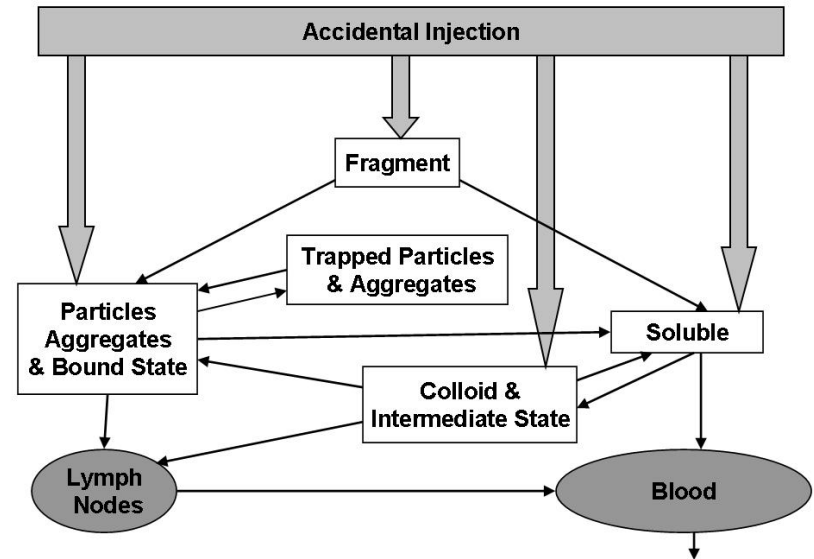 Accidental Injection
Fragment
Trapped Particles
& Aggregates
Particles
Aggregates
& Bound State
Soluble
Colloid &
Intermediate State
Lymph
Nodes
Blood